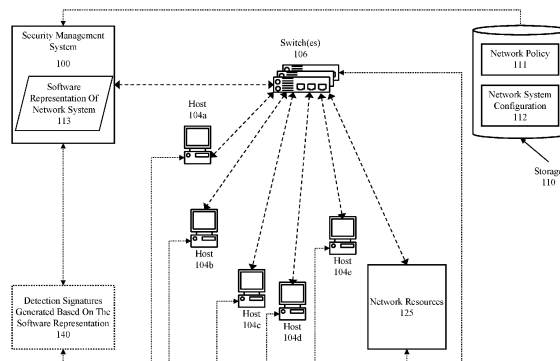 Security Management
System
100
Software
Representation Of
Network System
113
Switch(es)
106
Network Policy
111
Network System
Configuration
112
Storage
110
Host
104a
Host
104b
Host
104c
Host
104d
Host
104e
Network Resources
125
Detection Signatures
Generated Based On The
Software Representation
140